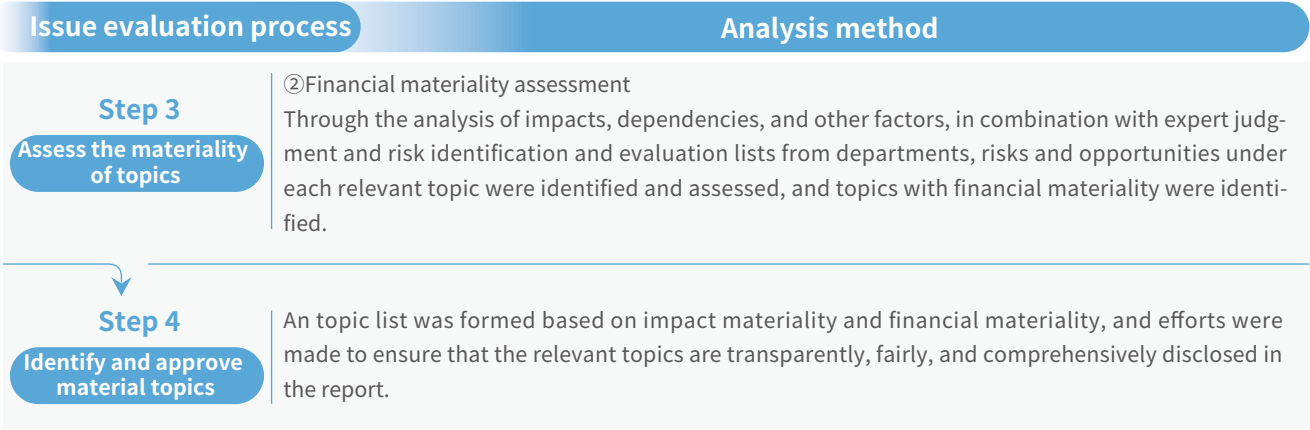 Issue evaluation process
Analysis method
Step 3
Assess the materiality
of topics
②Financial materiality assessment
Through the analysis of impacts, dependencies, and other factors, in combination with expert judg-
ment and risk identification and evaluation lists from departments, risks and opportunities under
each relevant topic were identified and assessed, and topics with financial materiality were identi-
fied.
Step 4
Identify and approve
material topics
An topic list was formed based on impact materiality and financial materiality, and efforts were
made to ensure that the relevant topics are transparently, fairly, and comprehensively disclosed in
the report.